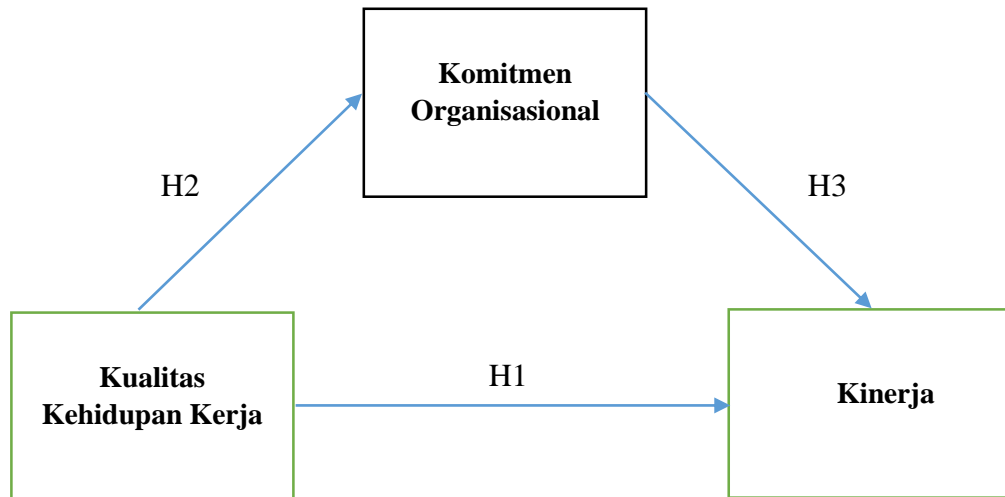 Komitmen
Organisasional
H2
H3
Kualitas
Kehidupan Kerja
H1
Kinerja